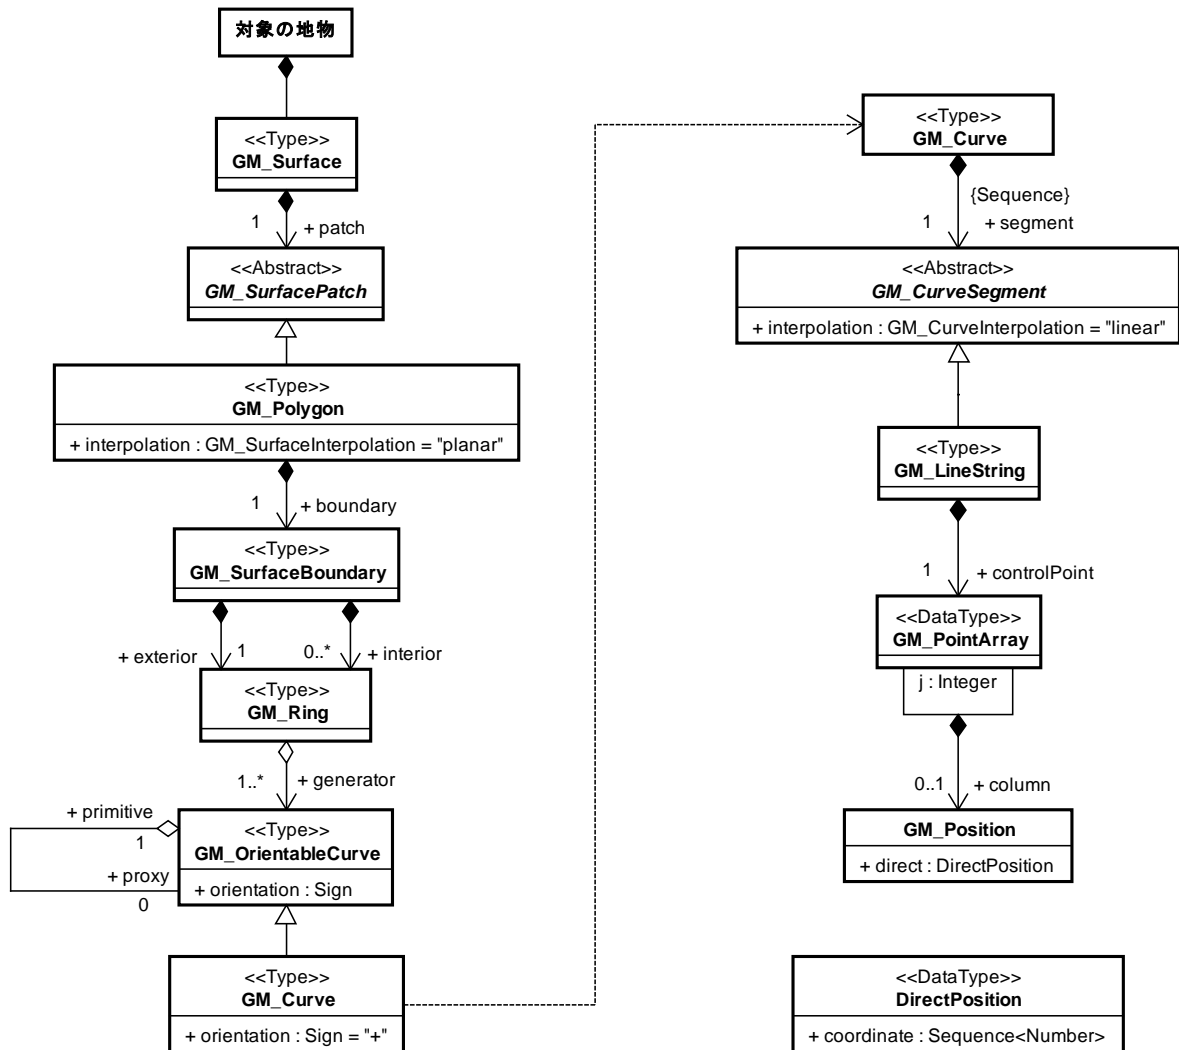 対象の地物
<<Type>>
GM_Surface
1
+ patch
<<Abstract>>
GM_SurfacePatch
<<Type>>
GM_Polygon
+ interpolation : GM_SurfaceInterpolation = "planar"
1
+ boundary
<<Type>>
GM_SurfaceBoundary
+ exterior
1
0..*
+ interior
<<Type>>
GM_Ring
1..*
+ generator
+ primitive
1
+ proxy
0
<<Type>>
GM_OrientableCurve
+ orientation : Sign
<<Type>>
GM_Curve
+ orientation : Sign = "+"
<<Type>>
GM_Curve
{Sequence}
1
+ segment
<<Abstract>>
GM_CurveSegment
+ interpolation : GM_CurveInterpolation = "linear"
<<Type>>
GM_LineString
1
+ controlPoint
<<DataType>>
GM_PointArray
j : Integer
0..1
+ column
GM_Position
+ direct : DirectPosition
<<DataType>>
DirectPosition
+ coordinate : Sequence<Number>